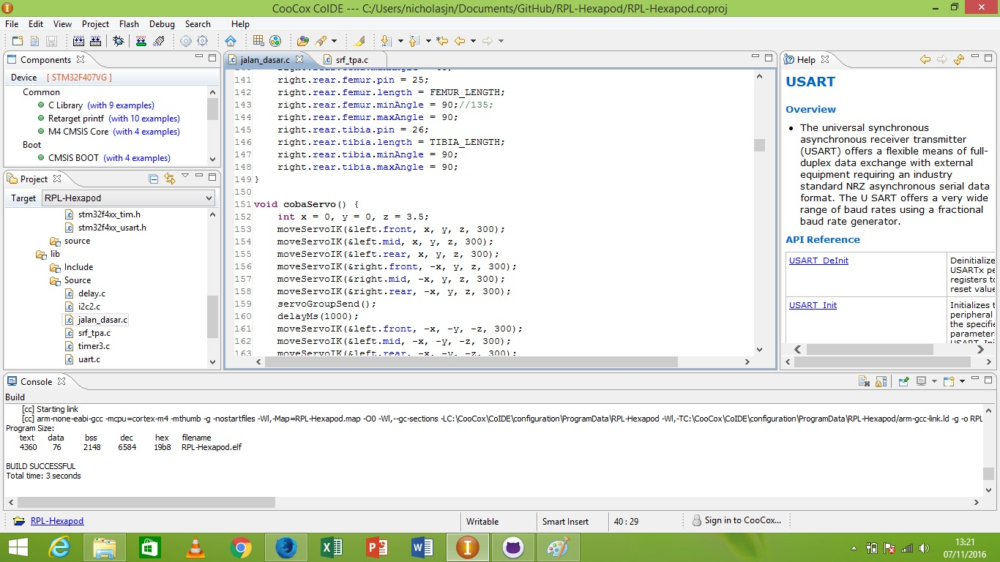 CooCox CoIDE --- C:/Users/nicholasjn/Documents/GitHub/RPL-Hexapod/RPL-Hexapod.coproj
File Edit View Project Flash Debug Search Help
Components
Device [ STM32F407VG ]
Common
C Library (with 9 examples)
Retarget printf (with 10 examples)
M4 CMSIS Core (with 4 examples)
Boot
CMSIS BOOT (with 4 examples)
Project
Target RPL-Hexapod
stm32f4xx_tim.h
stm32f4xx_usart.h
source
lib
Include
Source
delay.c
i2c2.c
jalan_dasar.c
srf_tpa.c
timer3.c
uart.c
jalan_dasar.c srf_tpa.c
141 right.rear.femur.pin = 25;
142 right.rear.femur.length = FEMUR_LENGTH;
143 right.rear.femur.minAngle = 90;//135;
144 right.rear.femur.maxAngle = 90;
145 right.rear.tibia.pin = 26;
146 right.rear.tibia.length = TIBIA_LENGTH;
147 right.rear.tibia.minAngle = 90;
148 right.rear.tibia.maxAngle = 90;
149 }
150
151 void cobaServo() {
152 int x = 0, y = 0, z = 3.5;
153 moveServoIK(&left.front, x, y, z, 300);
154 moveServoIK(&left.mid, x, y, z, 300);
155 moveServoIK(&left.rear, x, y, z, 300);
156 moveServoIK(&right.front, -x, y, z, 300);
157 moveServoIK(&right.mid, -x, y, z, 300);
158 moveServoIK(&right.rear, -x, y, z, 300);
159 servoGroupSend();
160 delayMs(1000);
161 moveServoIK(&left.front, -x, -y, -z, 300);
162 moveServoIK(&left.mid, -x, -y, -z, 300);
163 moveServoIK(&left.rear, -x, -y, -z, 300);
Help
USART
Overview
The universal synchronous
asynchronous receiver transmitter
(USART) offers a flexible means of full-
duplex data exchange with external
equipment requiring an industry
standard NRZ asynchronous serial data
format. The U SART offers a very wide
range of baud rates using a fractional
baud rate generator.
API Reference
USART_DeInit Deinitialize
USARTx pe
registers to
reset value
USART_Init Initializes t
peripheral
the specifie
parameter
USART_Ini
Console
Build
[cc] Starting link
[cc] arm-none-eabi-gcc -mcpu=cortex-m4 -mthumb -g -nostartfiles -Wl,-Map=RPL-Hexapod.map -O0 -Wl,--gc-sections -LC:\CooCox\CoIDE\configuration\ProgramData\RPL-Hexapod -Wl,-TC:\CooCox\CoIDE\configuration\ProgramData\RPL-Hexapod/arm-gcc-link.ld -g -o RPL
Program Size:
text data bss dec hex filename
4360 76 2148 6584 19b8 RPL-Hexapod.elf
BUILD SUCCESSFUL
Total time: 3 seconds
RPL-Hexapod Writable Smart Insert 40 : 29 Sign in to CooCox...
13:21
07/11/2016